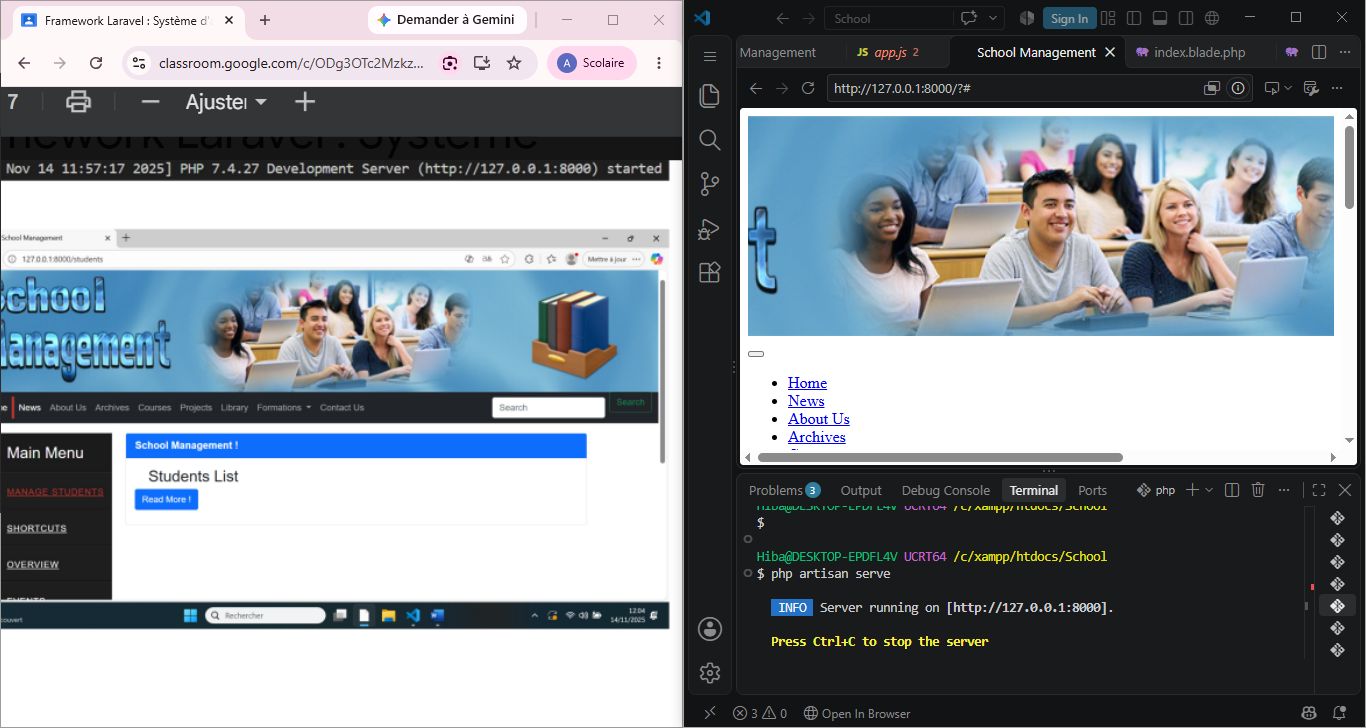 Framework Laravel : Système d'
Demander à Gemini
classroom.google.com/c/ODg3OTc2Mzkz...
A
Scolaire
7
Ajuster
mework Laravel : Système
Nov 14 11:57:17 2025] PHP 7.4.27 Development Server (http://127.0.0.1:8000) started
School Management
127.0.0.1:8000/students
Mettre à jour
School
Management
News About Us Archives Courses Projects Library Formations Contact Us
Search
Search
Main Menu
MANAGE STUDENTS
SHORTCUTS
OVERVIEW
EVENTS
School Management !
Students List
Read More !
Rechercher
12:04
14/11/2025
School
Sign In
Management
JS app.js 2
School Management
index.blade.php
http://127.0.0.1:8000/?#
t
Home
News
About Us
Archives
Problems 3
Output
Debug Console
Terminal
Ports
php
Hiba@DESKTOP-EPDFL4V UCRT64 /c/xampp/htdocs/School
$
Hiba@DESKTOP-EPDFL4V UCRT64 /c/xampp/htdocs/School
$ php artisan serve
INFO Server running on [http://127.0.0.1:8000].
Press Ctrl+C to stop the server
3 0 Open In Browser